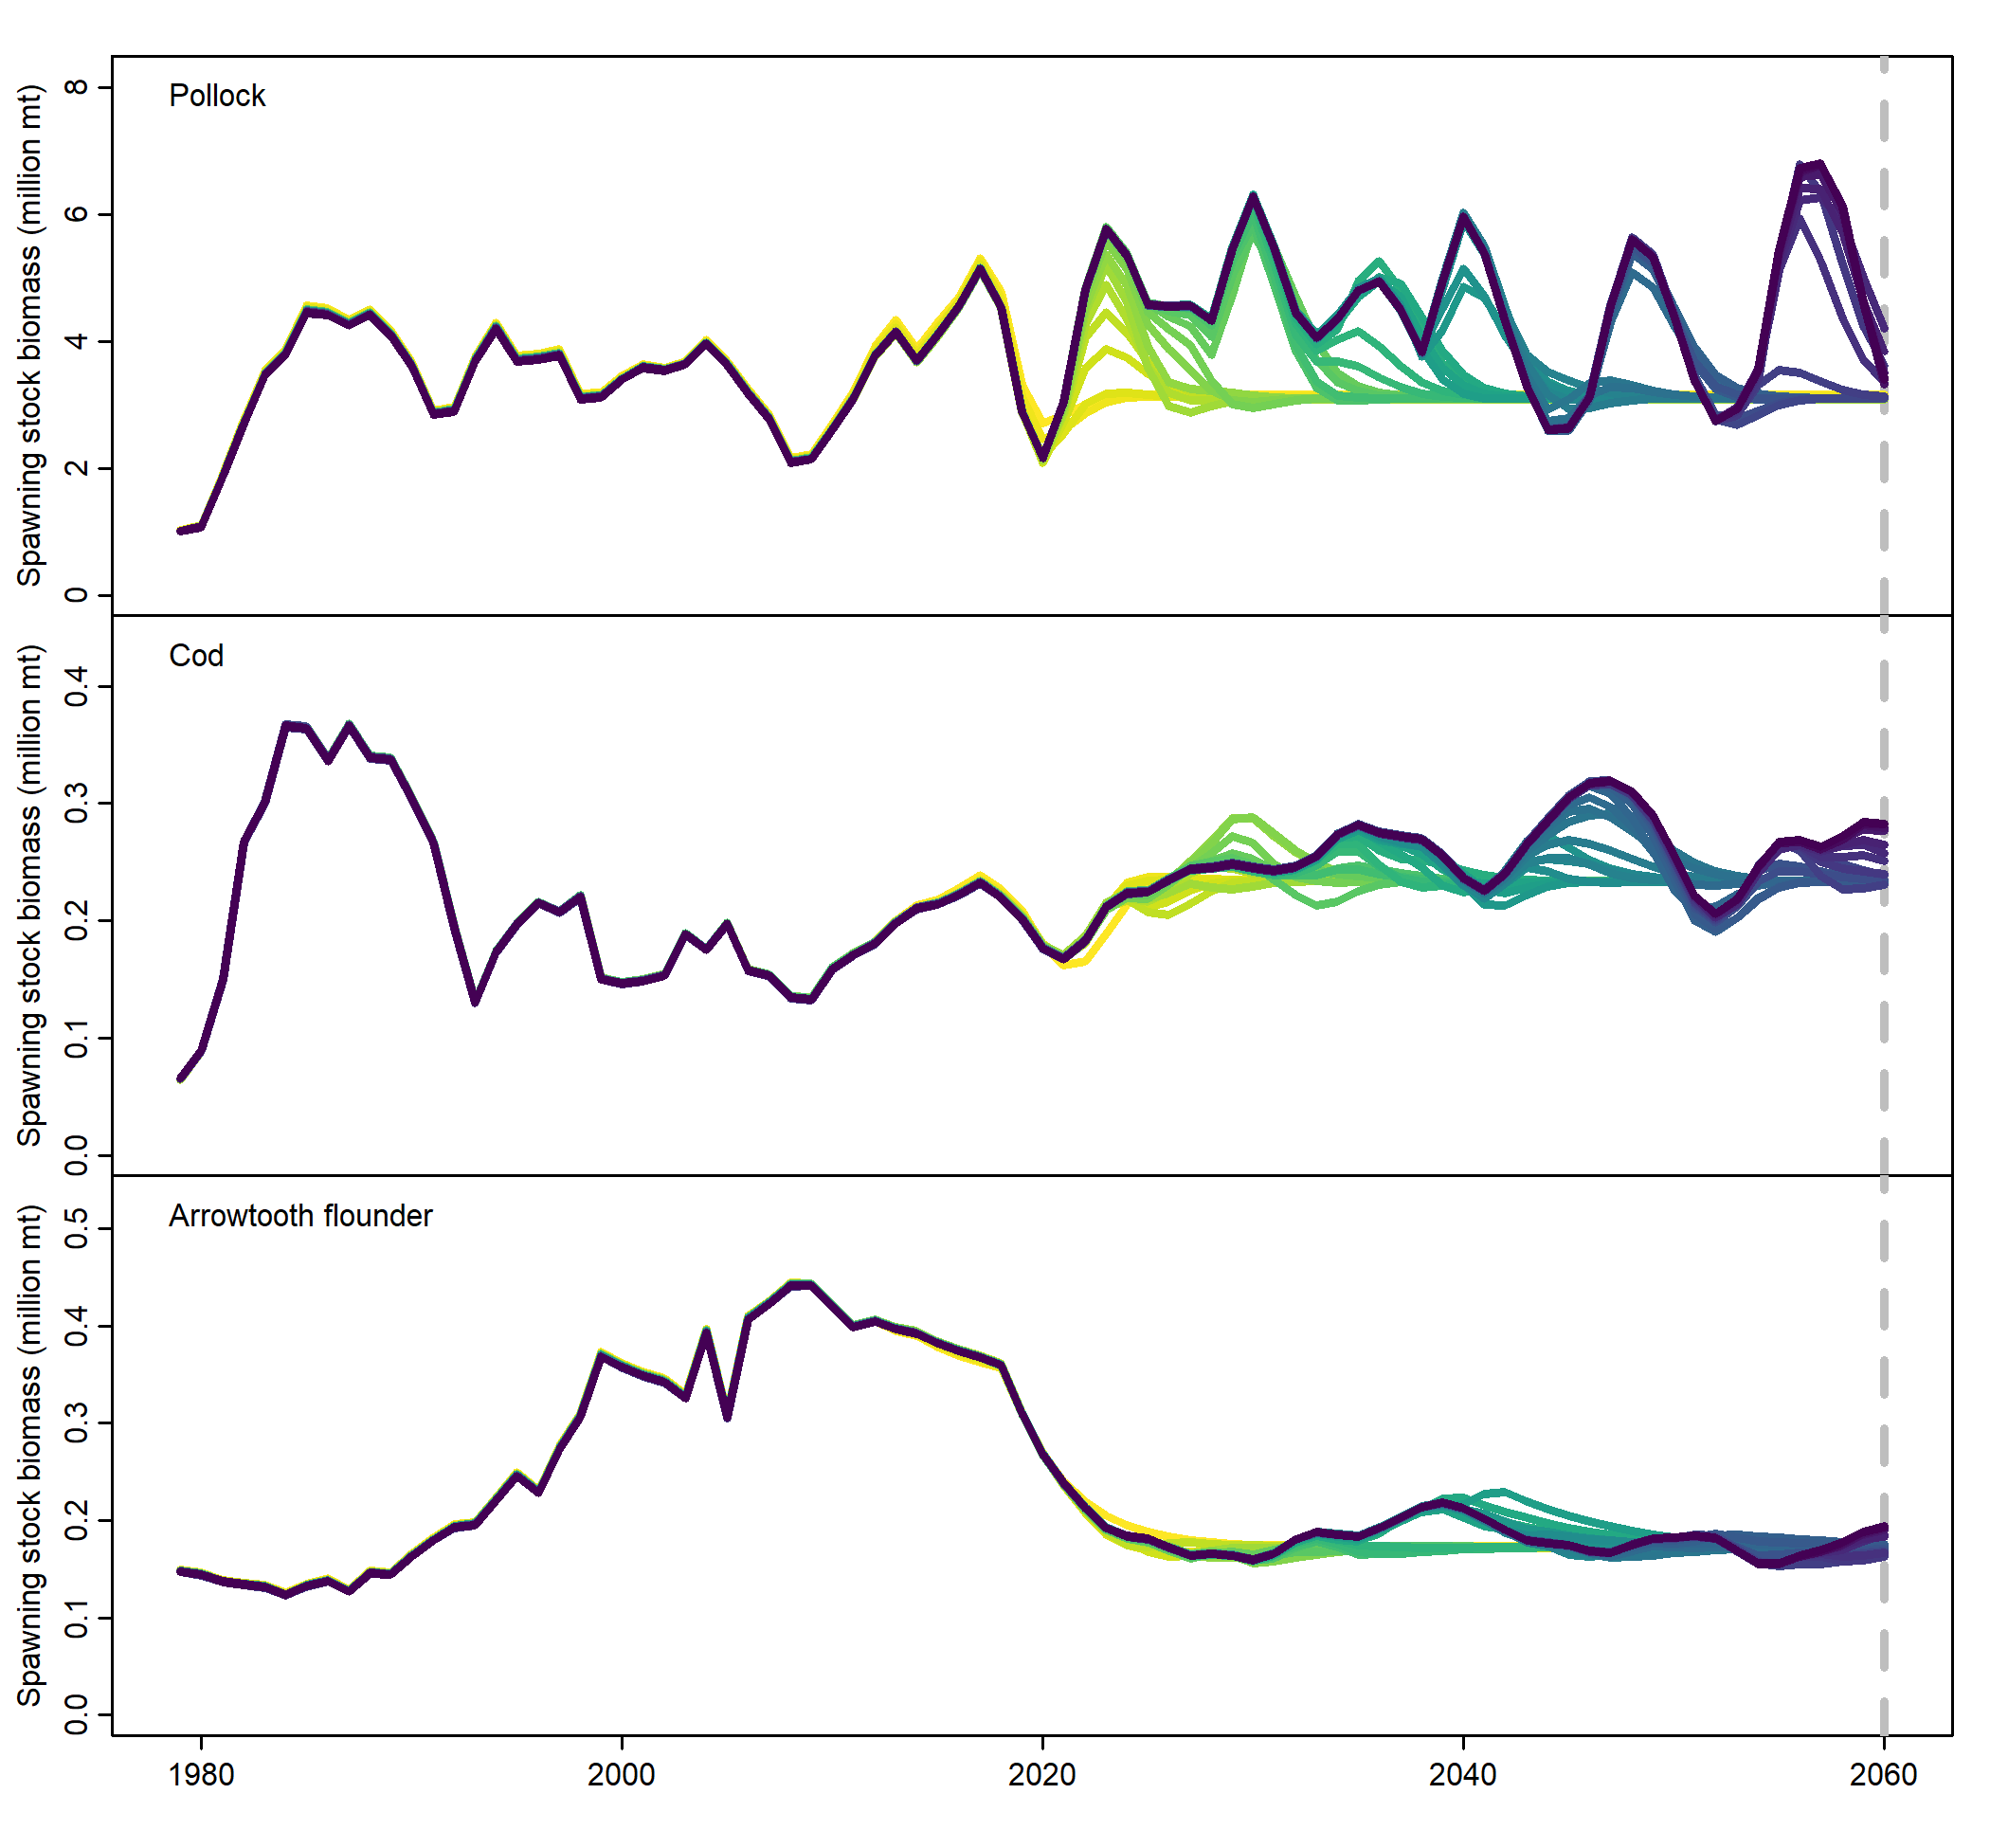 Pollock
Spawning stock biomass (million mt)
8
6
4
2
0
Cod
Spawning stock biomass (million mt)
0.4
0.3
0.2
0.1
0.0
Arrowtooth flounder
Spawning stock biomass (million mt)
0.5
0.4
0.3
0.2
0.1
0.0
1980 2000 2020 2040 2060